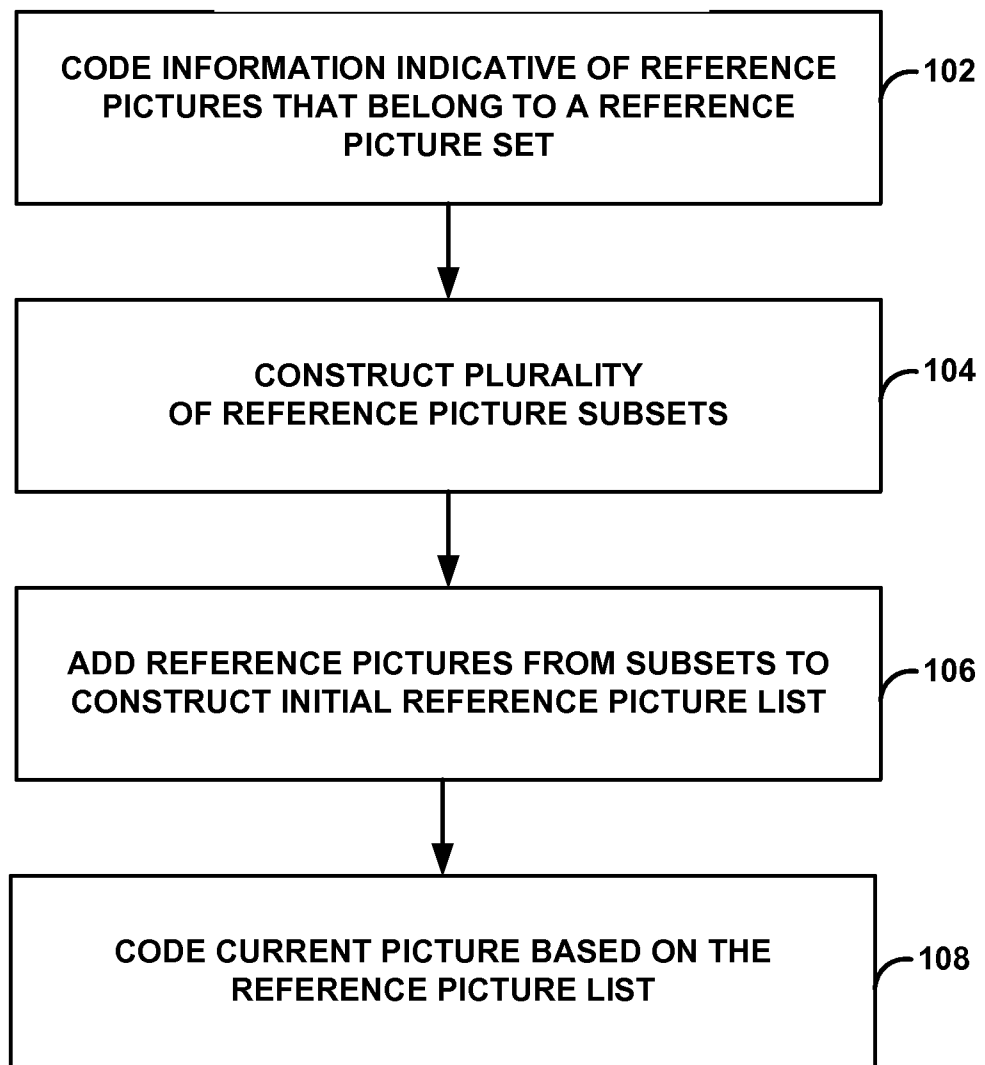 CODE INFORMATION INDICATIVE OF REFERENCE
PICTURES THAT BELONG TO A REFERENCE
PICTURE SET
102
CONSTRUCT PLURALITY
OF REFERENCE PICTURE SUBSETS
104
ADD REFERENCE PICTURES FROM SUBSETS TO
CONSTRUCT INITIAL REFERENCE PICTURE LIST
106
CODE CURRENT PICTURE BASED ON THE
REFERENCE PICTURE LIST
108